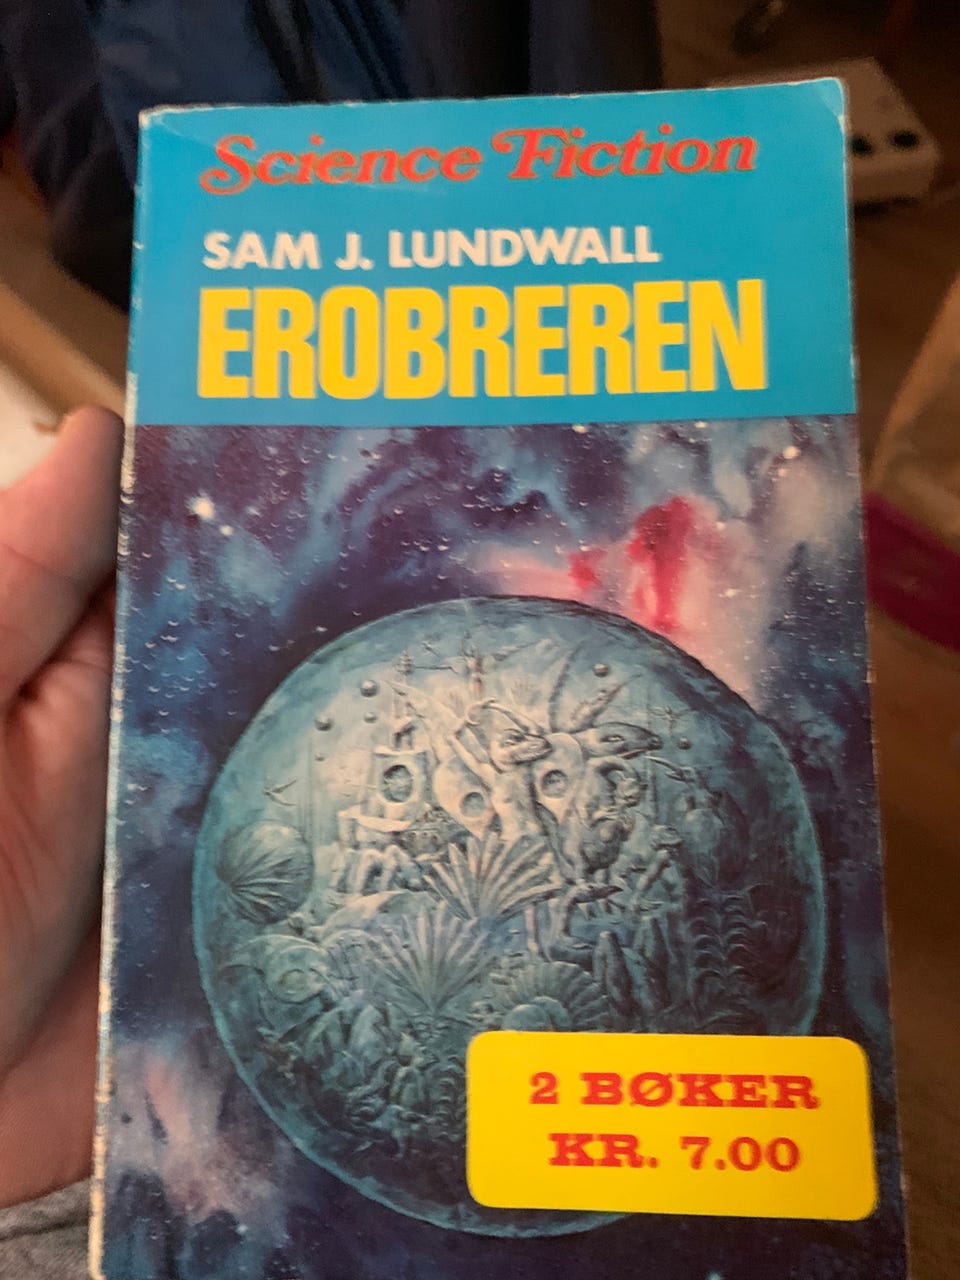 Science Fiction
SAM J. LUNDWALL
EROBREREN
2 BØKER
KR. 7.00